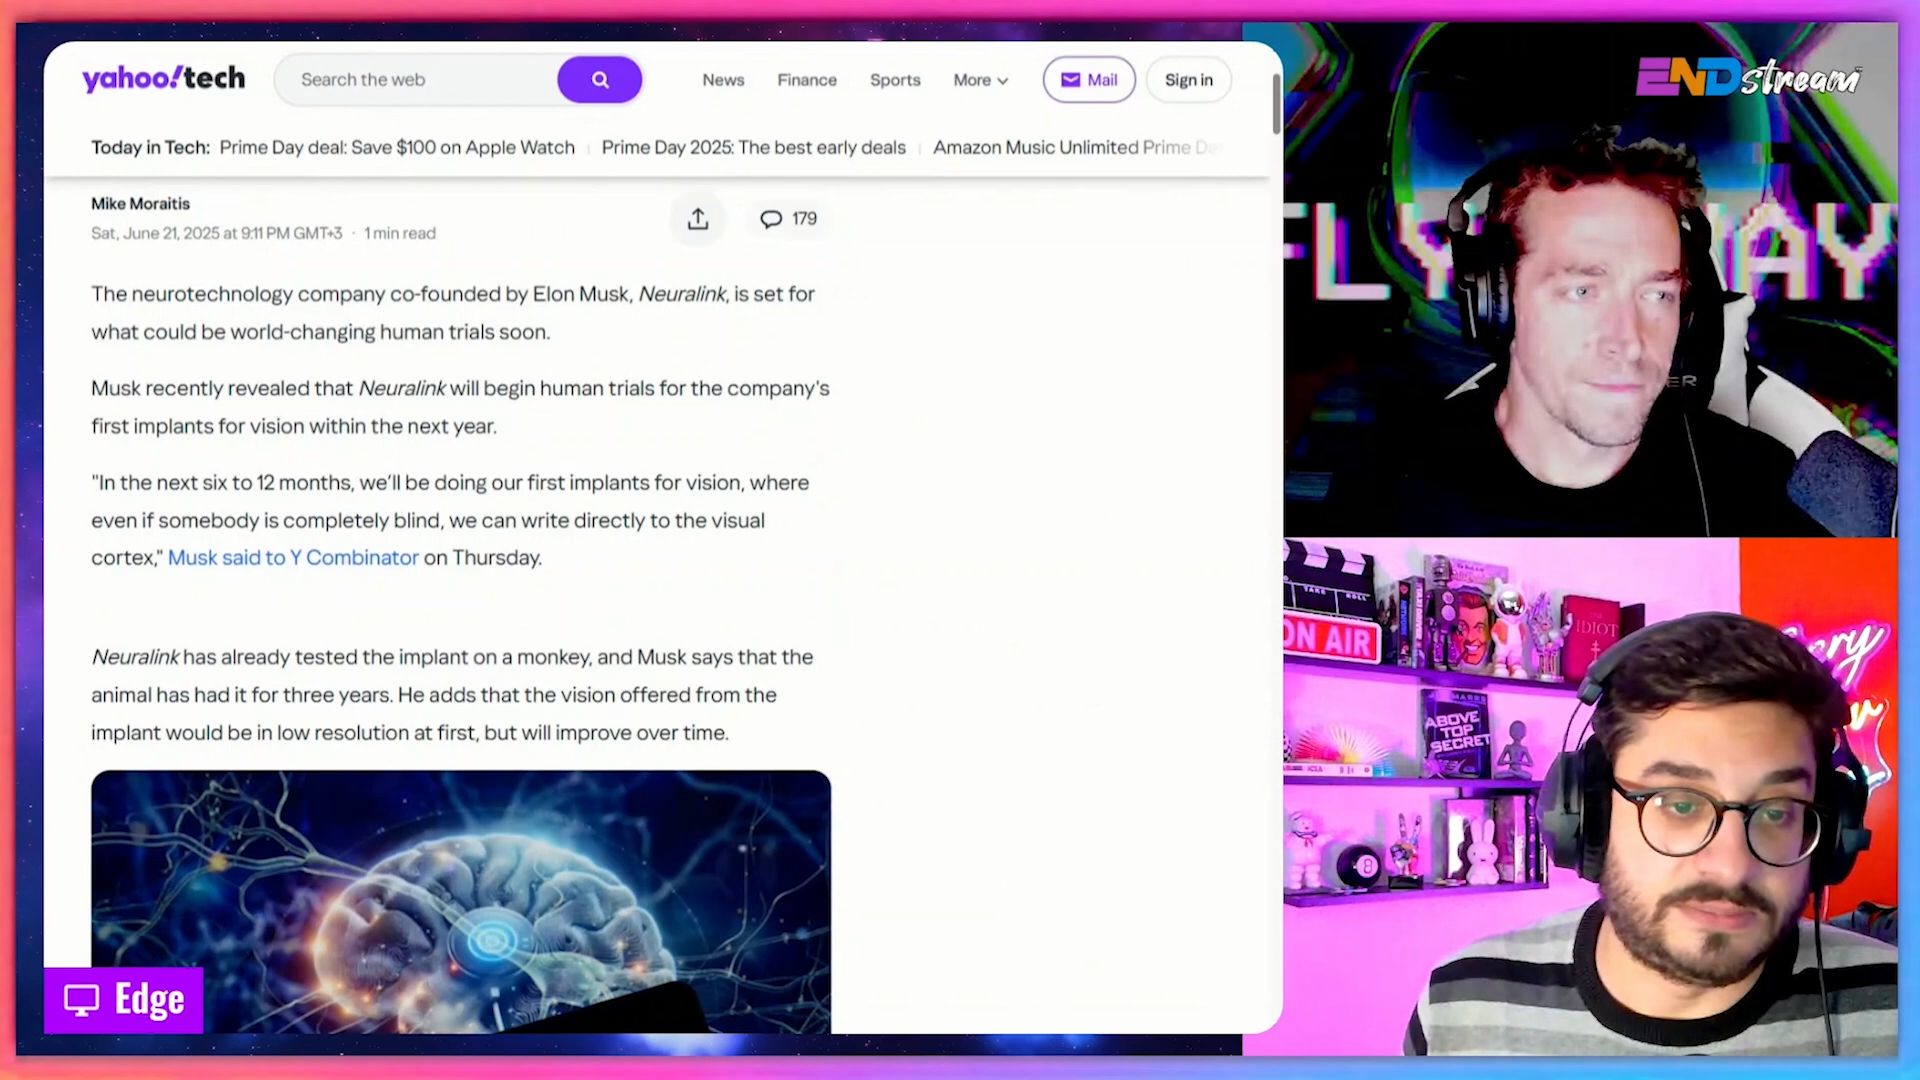 yahoo!tech
Search the web
News
Finance
Sports
More
Mail
Sign in
Today in Tech: Prime Day deal: Save $100 on Apple Watch
Prime Day 2025: The best early deals
Amazon Music Unlimited Prime Da
Mike Moraitis
Sat, June 21, 2025 at 9:11 PM GMT+3 · 1 min read
179
The neurotechnology company co-founded by Elon Musk, Neuralink, is set for
what could be world-changing human trials soon.
Musk recently revealed that Neuralink will begin human trials for the company's
first implants for vision within the next year.
"In the next six to 12 months, we'll be doing our first implants for vision, where
even if somebody is completely blind, we can write directly to the visual
cortex," Musk said to Y Combinator on Thursday.
Neuralink has already tested the implant on a monkey, and Musk says that the
animal has had it for three years. He adds that the vision offered from the
implant would be in low resolution at first, but will improve over time.
Edge
ENDstream
FLY AWAY
TAKE ROLL
ON AIR
IDIOT
ABOVE
TOP
SECRET
8